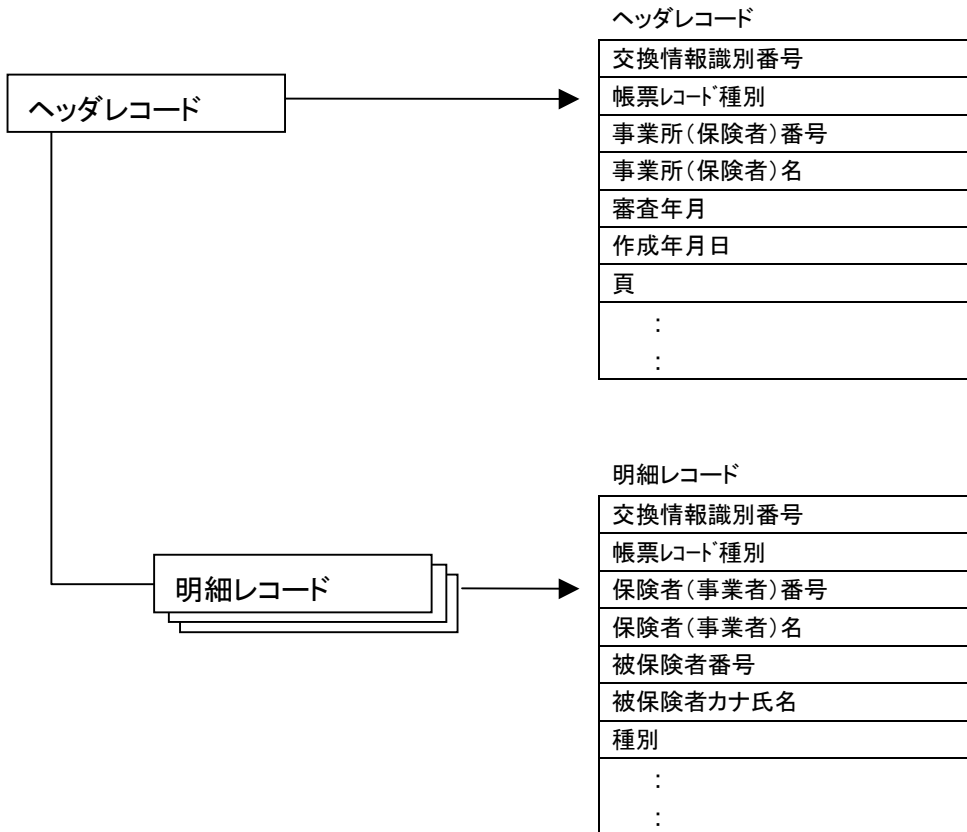 ヘッダレコード
ヘッダレコード
交換情報識別番号
帳票ﾚｺｰﾄﾞ種別
事業所(保険者)番号
事業所(保険者)名
審査年月
作成年月日
頁
:
:
明細レコード
明細レコード
交換情報識別番号
帳票ﾚｺｰﾄﾞ種別
保険者(事業者)番号
保険者(事業者)名
被保険者番号
被保険者カナ氏名
種別
:
: